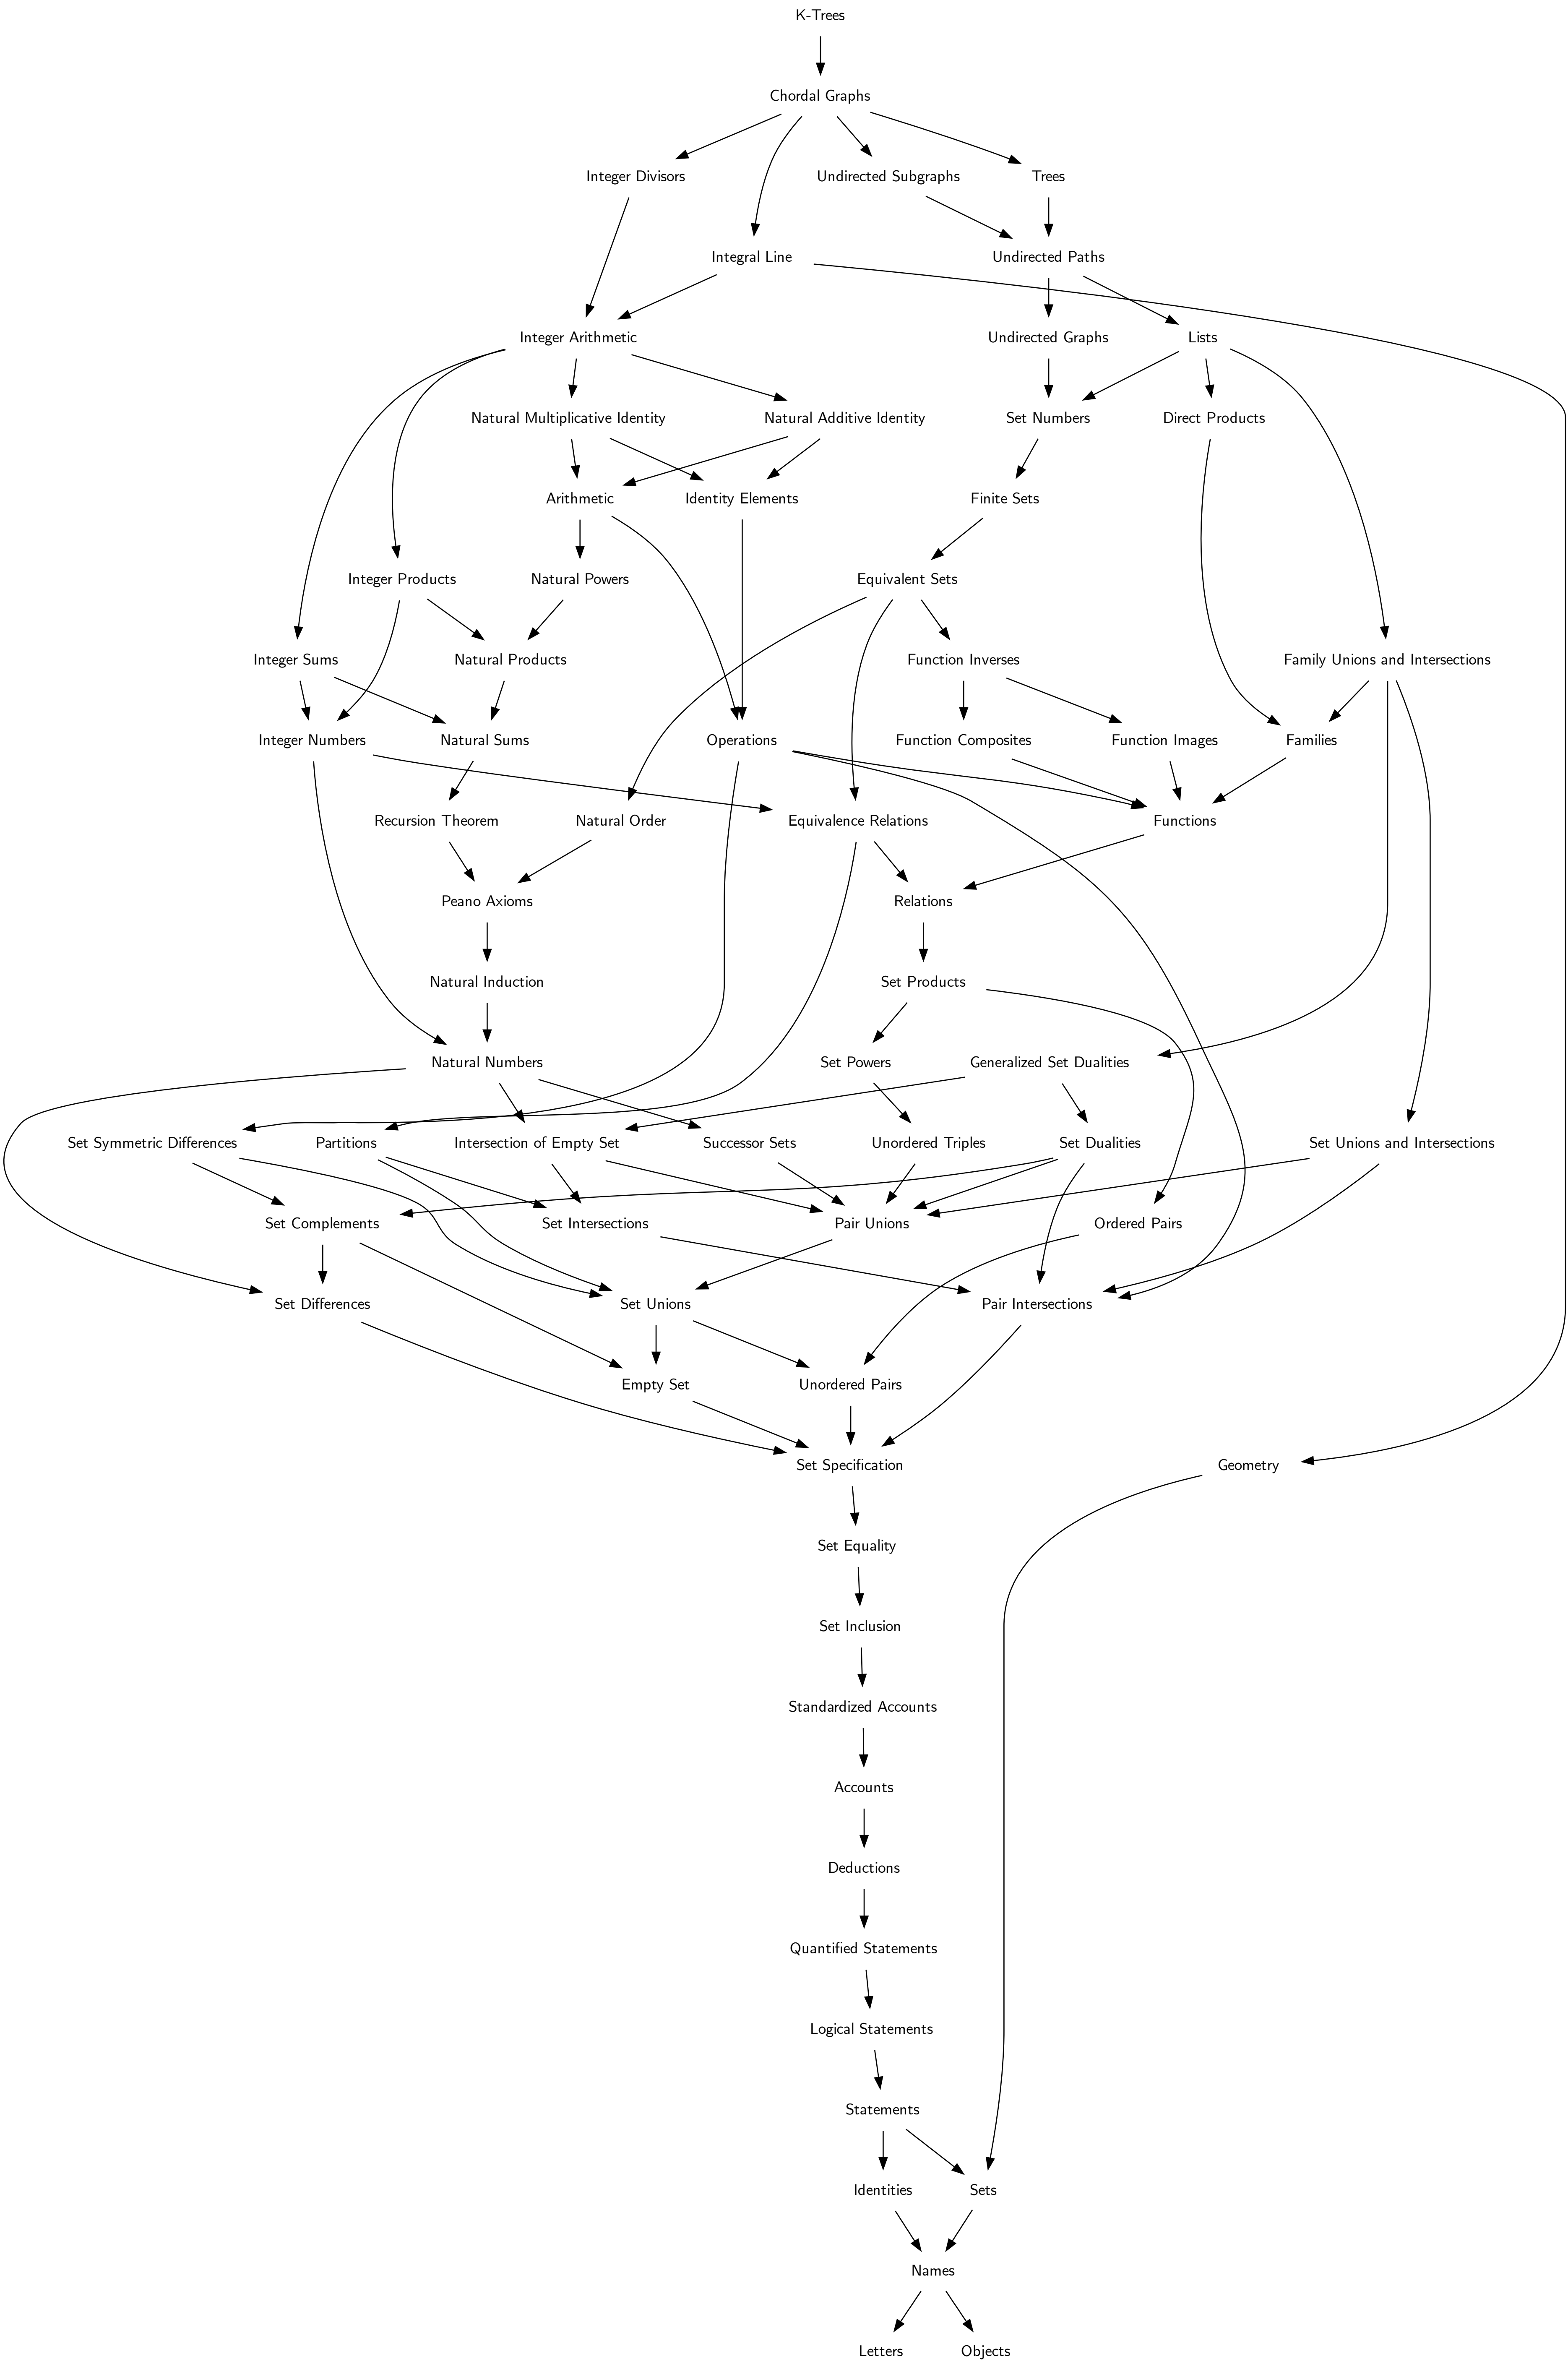 K-Trees
Chordal Graphs
Integer Divisors
Undirected Subgraphs
Trees
Integral Line
Undirected Paths
Integer Arithmetic
Undirected Graphs
Lists
Natural Multiplicative Identity
Natural Additive Identity
Set Numbers
Direct Products
Arithmetic
Identity Elements
Finite Sets
Integer Products
Natural Powers
Equivalent Sets
Integer Sums
Natural Products
Function Inverses
Family Unions and Intersections
Integer Numbers
Natural Sums
Operations
Function Composites
Function Images
Families
Recursion Theorem
Natural Order
Equivalence Relations
Functions
Peano Axioms
Relations
Natural Induction
Set Products
Natural Numbers
Set Powers
Generalized Set Dualities
Set Symmetric Differences
Partitions
Intersection of Empty Set
Successor Sets
Unordered Triples
Set Dualities
Set Unions and Intersections
Set Complements
Set Intersections
Pair Unions
Ordered Pairs
Set Differences
Set Unions
Pair Intersections
Empty Set
Unordered Pairs
Set Specification
Geometry
Set Equality
Set Inclusion
Standardized Accounts
Accounts
Deductions
Quantified Statements
Logical Statements
Statements
Identities
Sets
Names
Letters
Objects